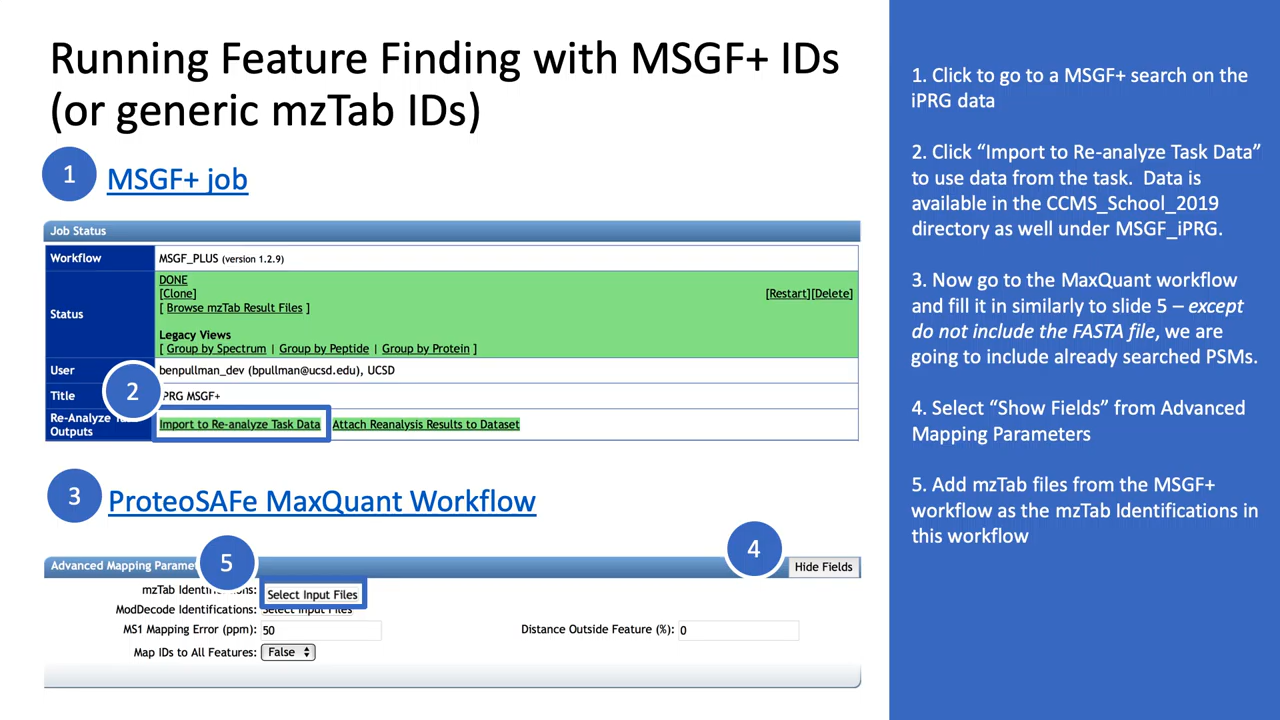 Running Feature Finding with MSGF+ IDs
(or generic mzTab IDs)
1
MSGF+ job
Job Status
Workflow
MSGF_PLUS (version 1.2.9)
Status
DONE
[Clone]
[Restart][Delete]
[ Browse mzTab Result Files ]
Legacy Views
[ Group by Spectrum | Group by Peptide | Group by Protein ]
User
benpullman_dev (bpullman@ucsd.edu), UCSD
Title
2
PRG MSGF+
Re-Analyze
Outputs
Import to Re-analyze Task Data
Attach Reanalysis Results to Dataset
3
ProteoSAFe MaxQuant Workflow
Advanced Mapping
5
4
Hide Fields
mzTab
Select Input Files
ModDecode Identifications:
Select Input Files
MS1 Mapping Error (ppm):
50
Distance Outside Feature (%):
0
Map IDs to All Features:
False
1. Click to go to a MSGF+ search on the
iPRG data
2. Click “Import to Re-analyze Task Data”
to use data from the task. Data is
available in the CCMS_School_2019
directory as well under MSGF_iPRG.
3. Now go to the MaxQuant workflow
and fill it in similarly to slide 5 – except
do not include the FASTA file, we are
going to include already searched PSMs.
4. Select “Show Fields” from Advanced
Mapping Parameters
5. Add mzTab files from the MSGF+
workflow as the mzTab Identifications in
this workflow